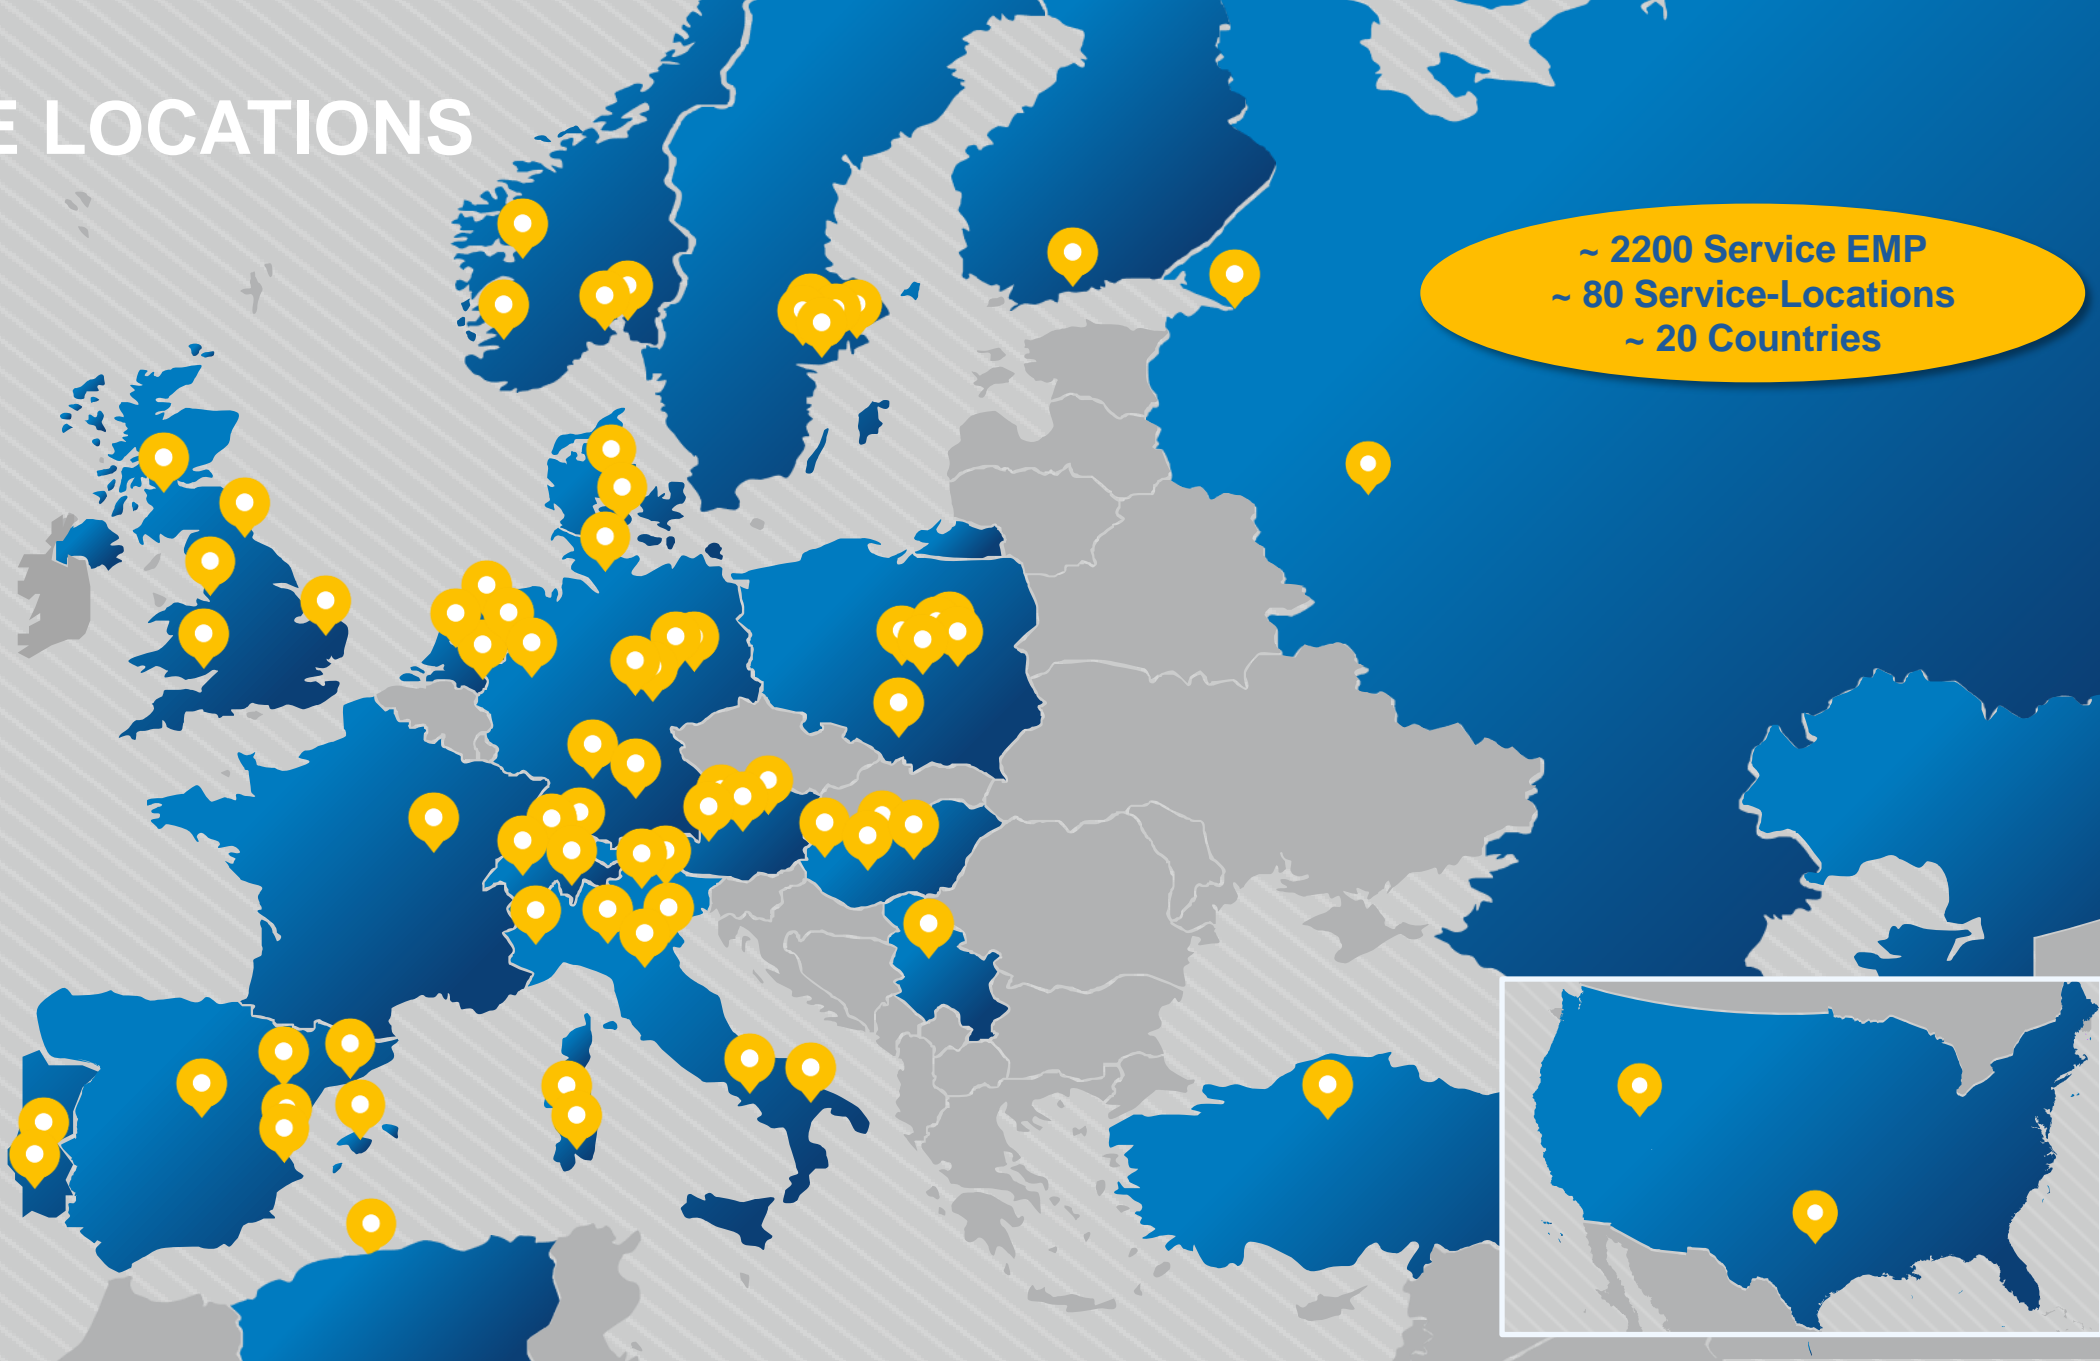 E LOCATIONS
~ 2200 Service EMP
~ 80 Service-Locations
~ 20 Countries